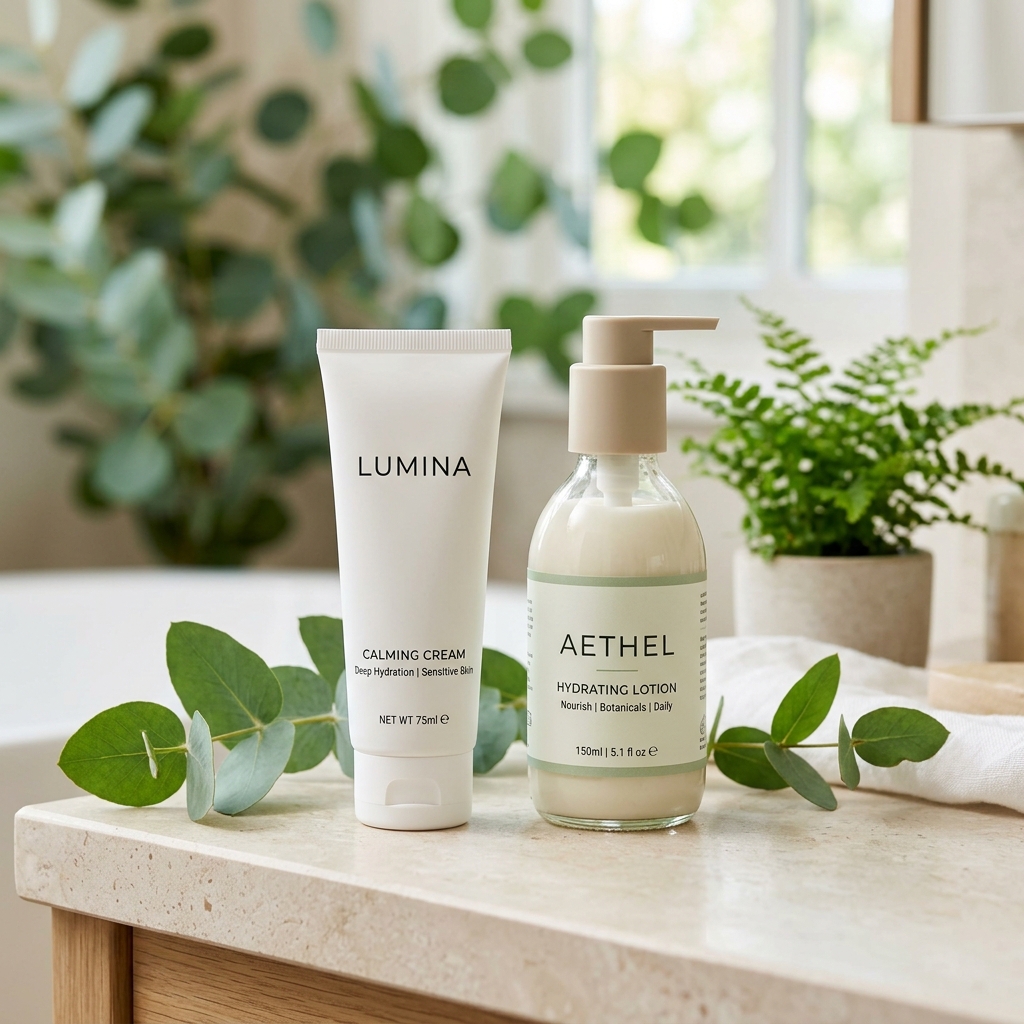 LUMINA
CALMING CREAM
Deep Hydration | Sensitive Skin
NET WT 75ml ℮
AETHEL
HYDRATING LOTION
Nourish | Botanicals | Daily
150ml | 5.1 fl oz ℮